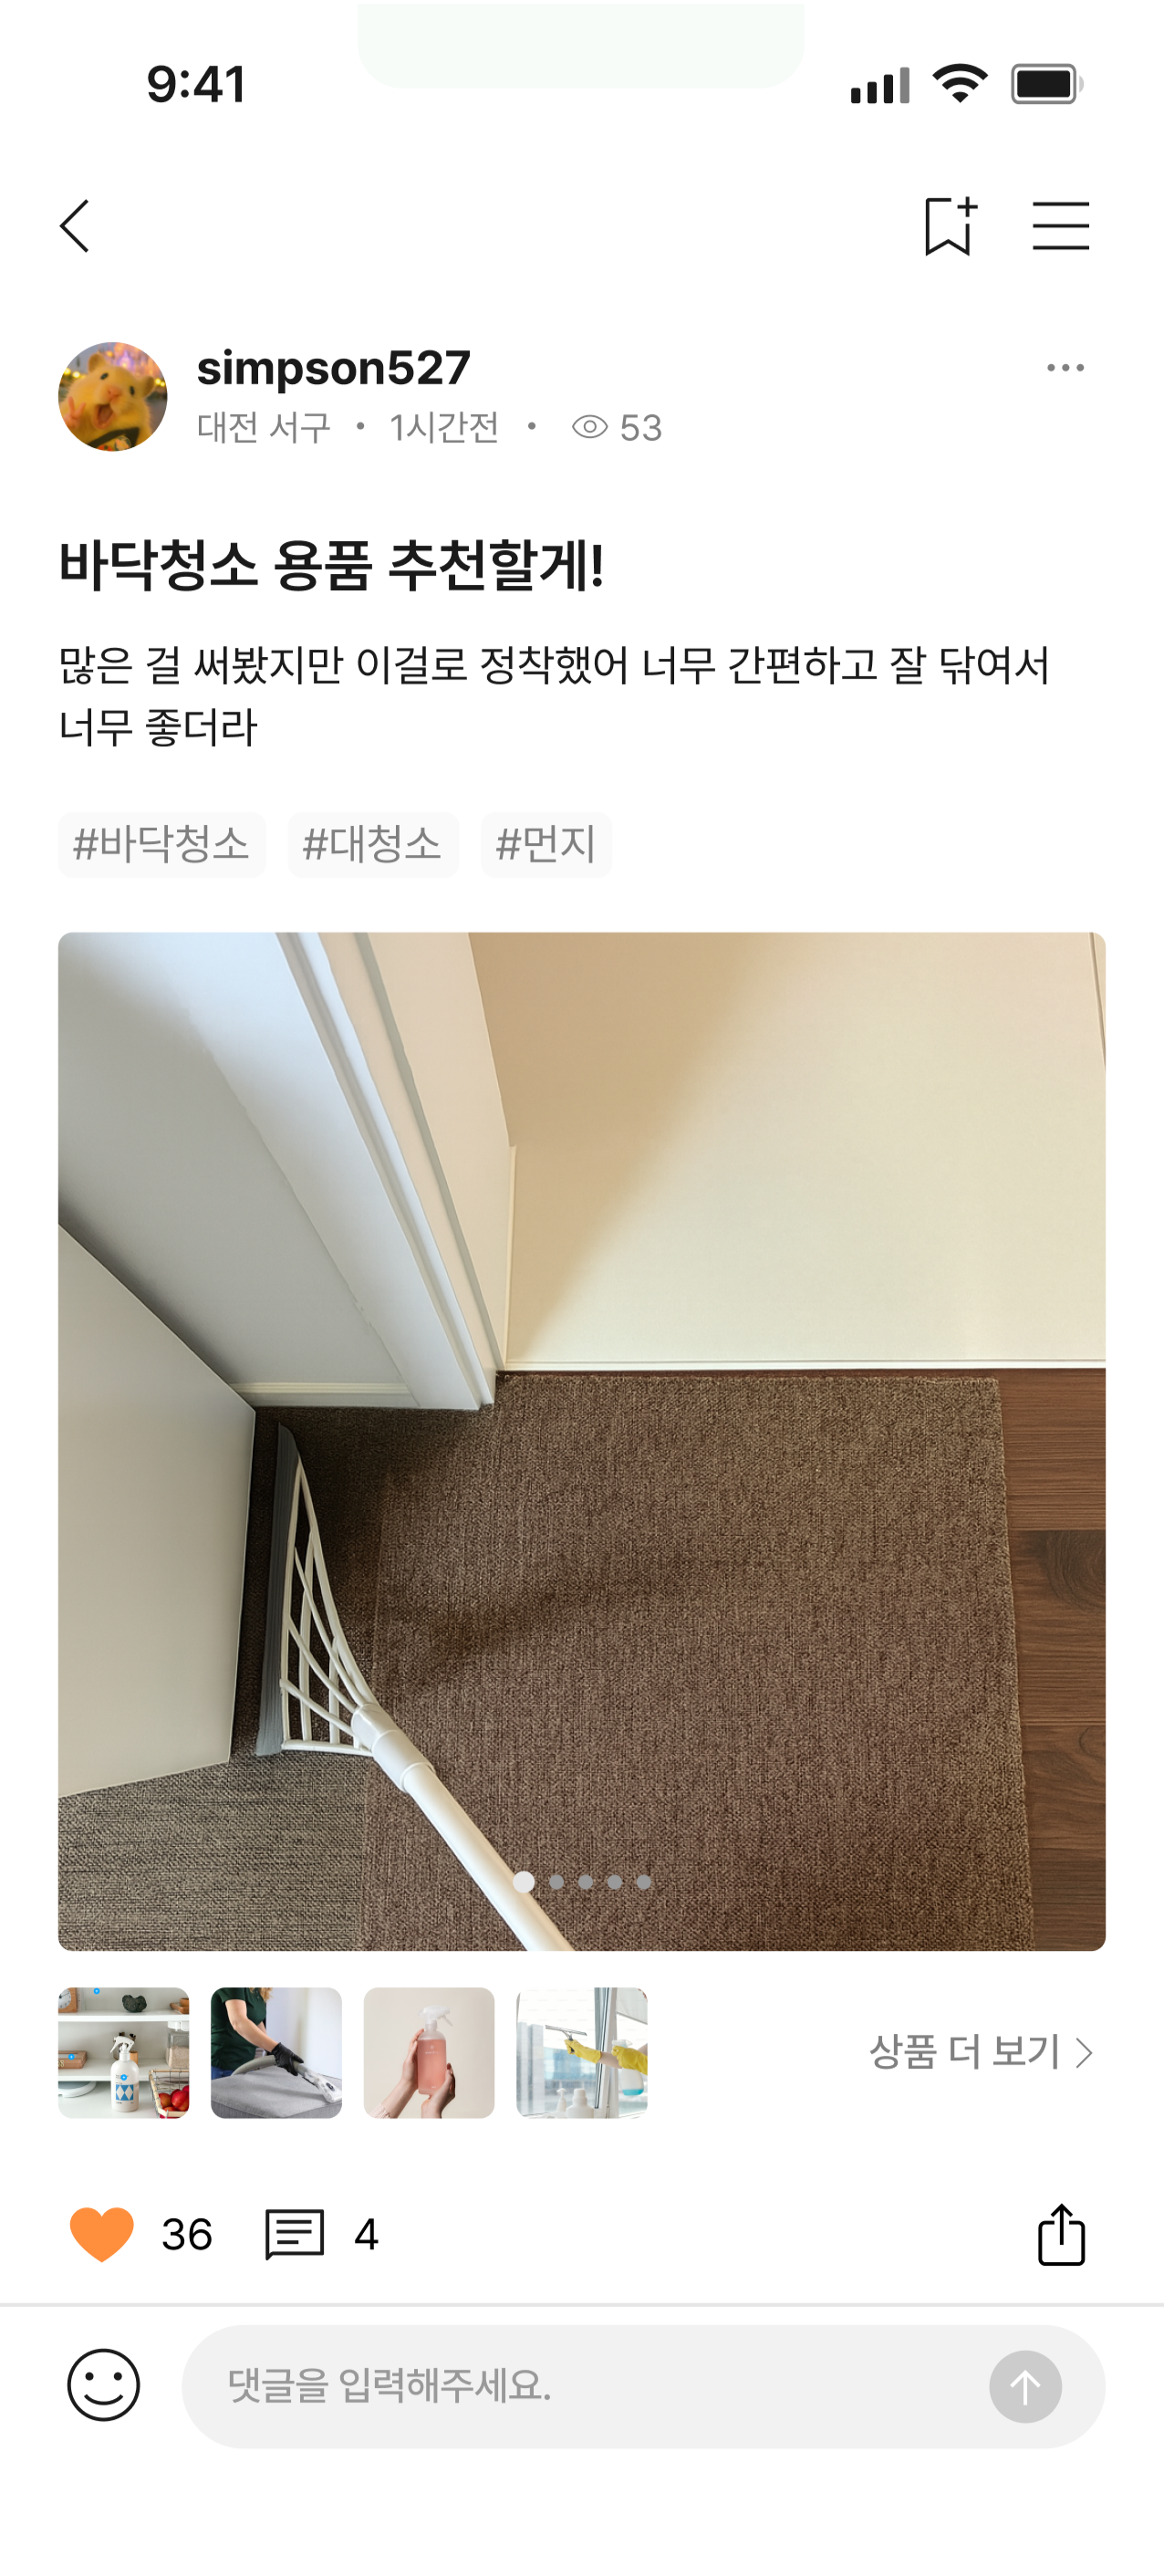 9:41
simpson527
대전 서구 • 1시간전 • 53
바닥청소 용품 추천할게!
많은 걸 써봤지만 이걸로 정착했어 너무 간편하고 잘 닦여서
너무 좋더라
#바닥청소 #대청소 #먼지
상품 더 보기
36 4
댓글을 입력해주세요.